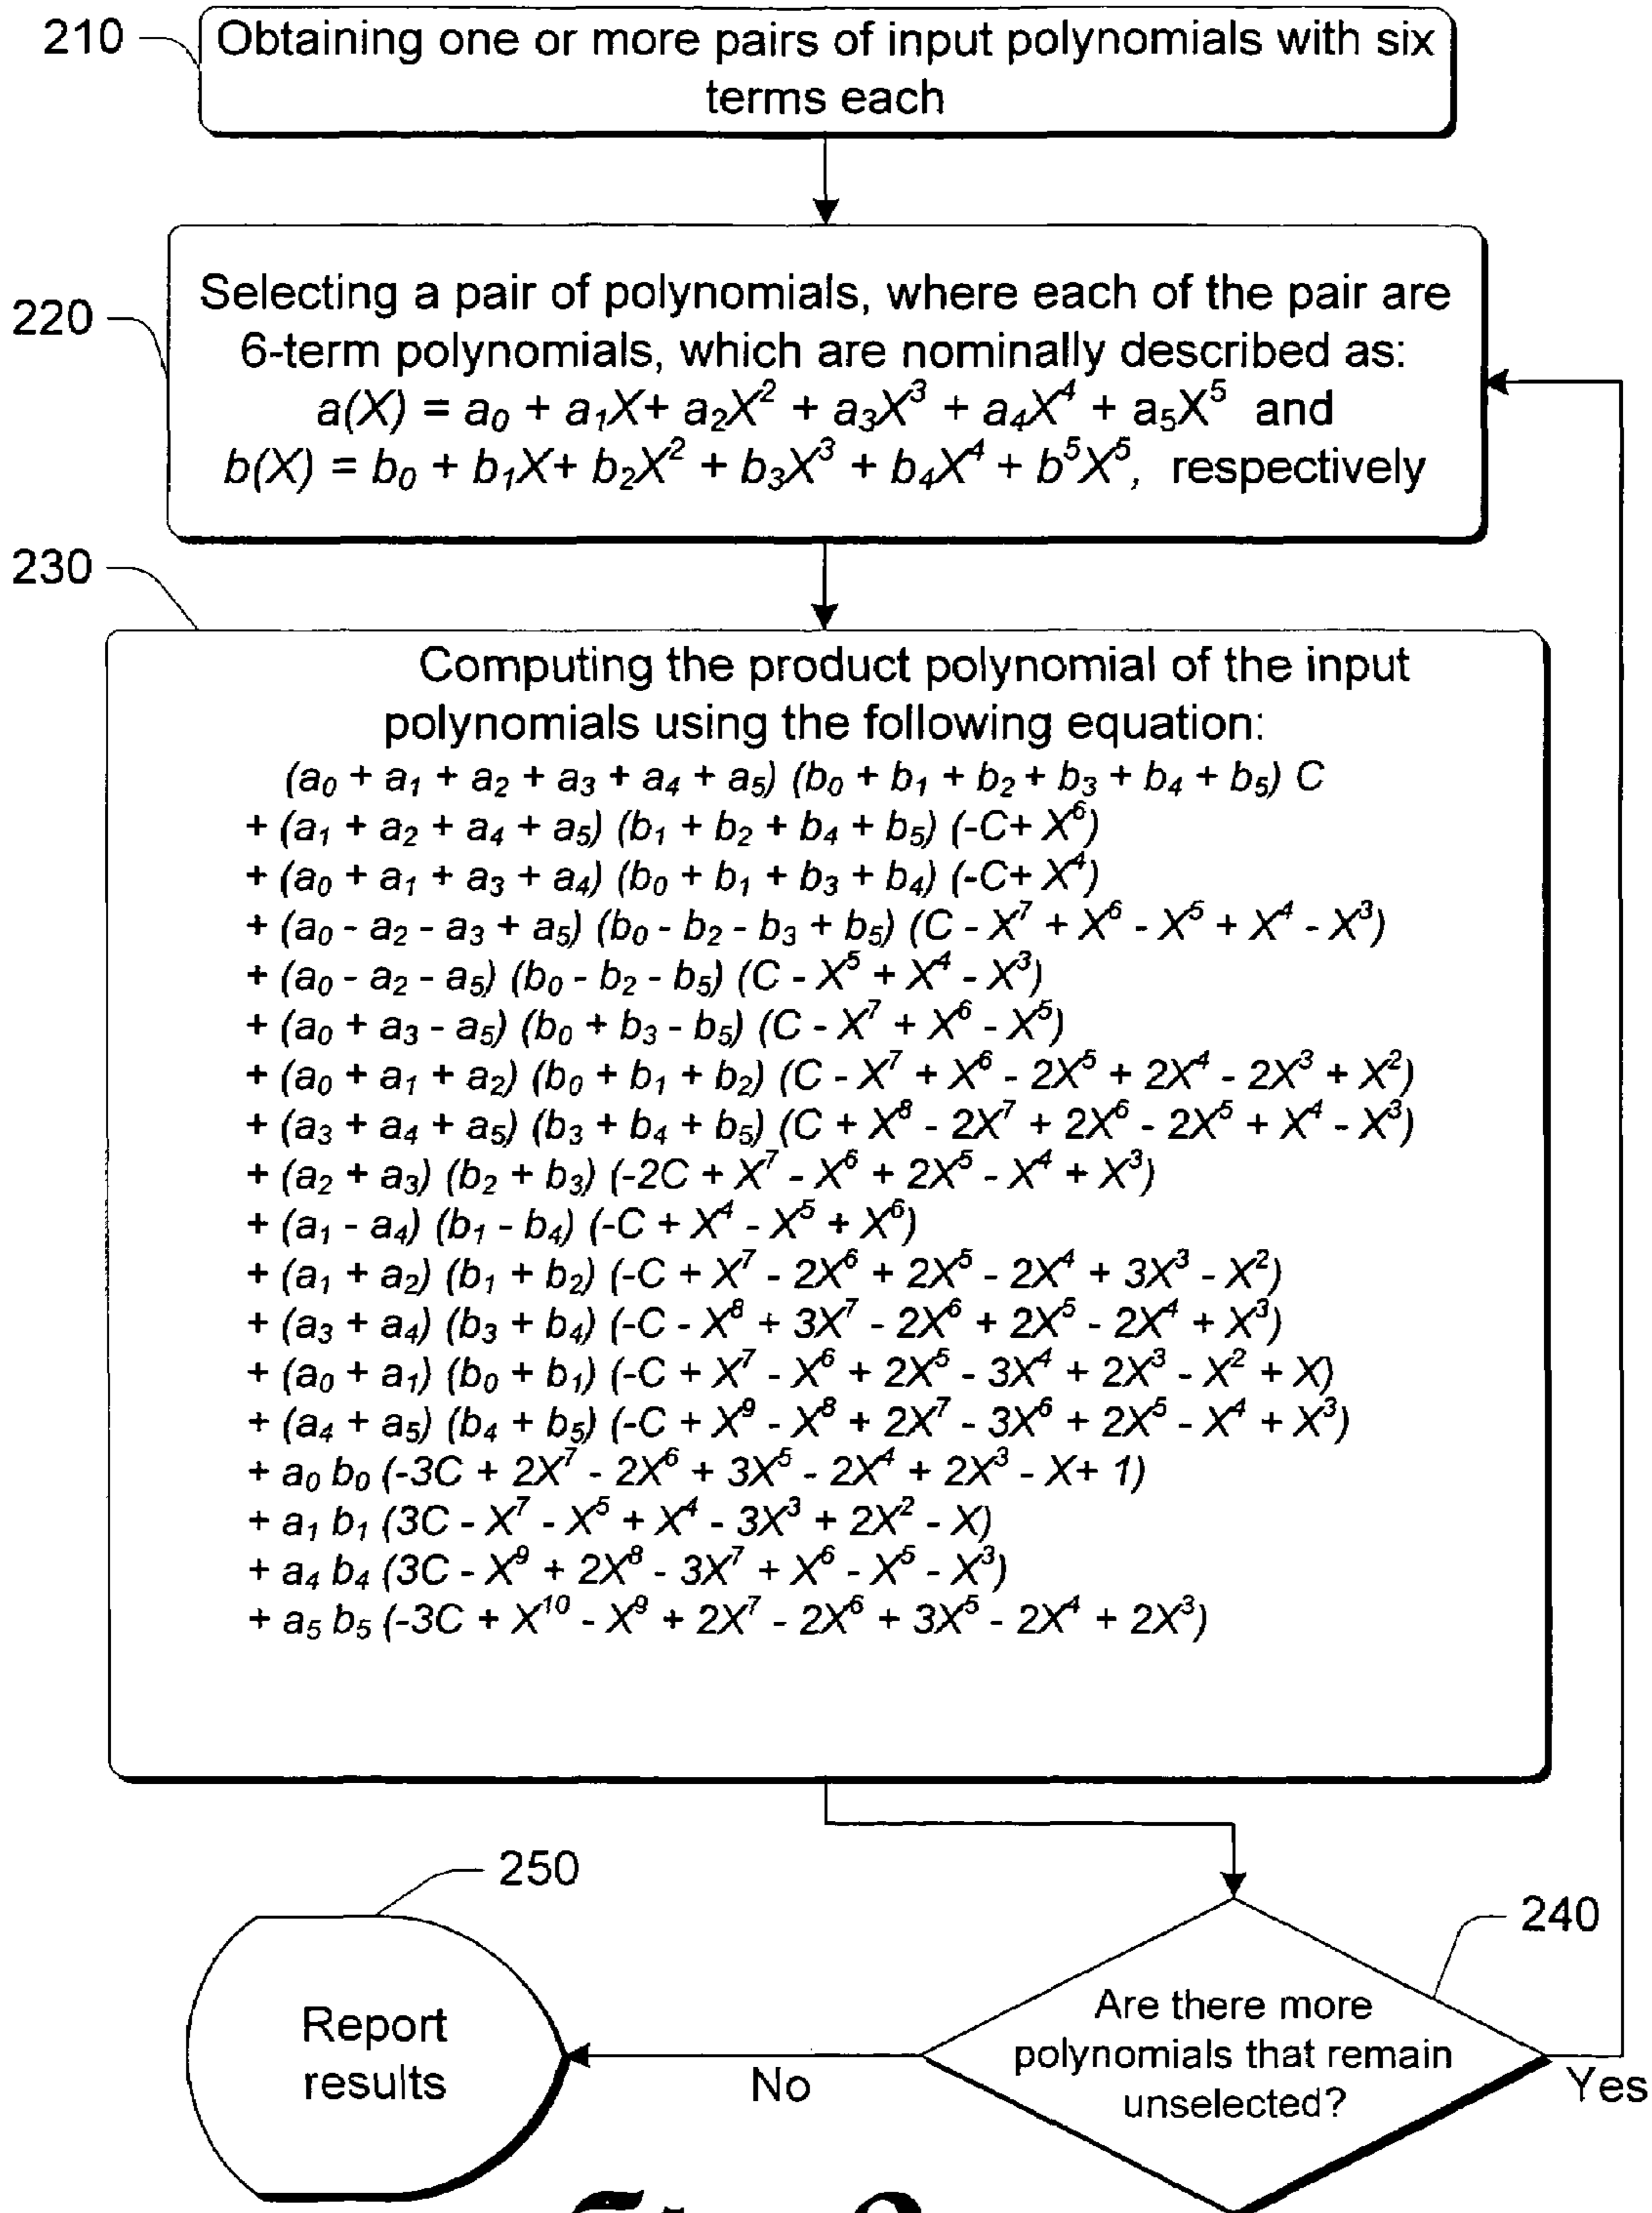 210
Obtaining one or more pairs of input polynomials with six
terms each
220
Selecting a pair of polynomials, where each of the pair are
6-term polynomials, which are nominally described as:
a(X) = a₀ + a₁X+ a₂X² + a₃X³ + a₄X⁴ + a₅X⁵ and
b(X) = b₀ + b₁X+ b₂X² + b₃X³ + b₄X⁴ + b⁵X⁵, respectively
230
Computing the product polynomial of the input
polynomials using the following equation:
(a₀ + a₁ + a₂ + a₃ + a₄ + a₅) (b₀ + b₁ + b₂ + b₃ + b₄ + b₅) C
+ (a₁ + a₂ + a₄ + a₅) (b₁ + b₂ + b₄ + b₅) (-C+ X⁶)
+ (a₀ + a₁ + a₃ + a₄) (b₀ + b₁ + b₃ + b₄) (-C+ X⁴)
+ (a₀ - a₂ - a₃ + a₅) (b₀ - b₂ - b₃ + b₅) (C - X⁷ + X⁶ - X⁵ + X⁴ - X³)
+ (a₀ - a₂ - a₅) (b₀ - b₂ - b₅) (C - X⁵ + X⁴ - X³)
+ (a₀ + a₃ - a₅) (b₀ + b₃ - b₅) (C - X⁷ + X⁶ - X⁵)
+ (a₀ + a₁ + a₂) (b₀ + b₁ + b₂) (C - X⁷ + X⁶ - 2X⁵ + 2X⁴ - 2X³ + X²)
+ (a₃ + a₄ + a₅) (b₃ + b₄ + b₅) (C + X⁸ - 2X⁷ + 2X⁶ - 2X⁵ + X⁴ - X³)
+ (a₂ + a₃) (b₂ + b₃) (-2C + X⁷ - X⁶ + 2X⁵ - X⁴ + X³)
+ (a₁ - a₄) (b₁ - b₄) (-C + X⁴ - X⁵ + X⁶)
+ (a₁ + a₂) (b₁ + b₂) (-C + X⁷ - 2X⁶ + 2X⁵ - 2X⁴ + 3X³ - X²)
+ (a₃ + a₄) (b₃ + b₄) (-C - X⁸ + 3X⁷ - 2X⁶ + 2X⁵ - 2X⁴ + X³)
+ (a₀ + a₁) (b₀ + b₁) (-C + X⁷ - X⁶ + 2X⁵ - 3X⁴ + 2X³ - X² + X)
+ (a₄ + a₅) (b₄ + b₅) (-C + X⁹ - X⁸ + 2X⁷ - 3X⁶ + 2X⁵ - X⁴ + X³)
+ a₀ b₀ (-3C + 2X⁷ - 2X⁶ + 3X⁵ - 2X⁴ + 2X³ - X+ 1)
+ a₁ b₁ (3C - X⁷ - X⁵ + X⁴ - 3X³ + 2X² - X)
+ a₄ b₄ (3C - X⁹ + 2X⁸ - 3X⁷ + X⁶ - X⁵ - X³)
+ a₅ b₅ (-3C + X¹⁰ - X⁹ + 2X⁷ - 2X⁶ + 3X⁵ - 2X⁴ + 2X³)
250
240
Are there more
polynomials that remain
unselected?
Report
results
No
Yes